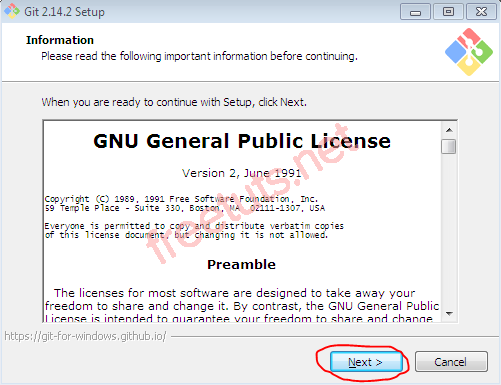 Git 2.14.2 Setup
Information
Please read the following important information before continuing.
When you are ready to continue with Setup, click Next.
GNU General Public License
Version 2, June 1991
Copyright (C) 1989, 1991 Free Software Foundation, Inc.
59 Temple Place - Suite 330, Boston, MA  02111-1307, USA
Everyone is permitted to copy and distribute verbatim copies
of this license document, but changing it is not allowed.
freetuts.net
Preamble
The licenses for most software are designed to take away your
freedom to share and change it. By contrast, the GNU General Public
License is intended to guarantee your freedom to share and change
https://git-for-windows.github.io/
Next >
Cancel